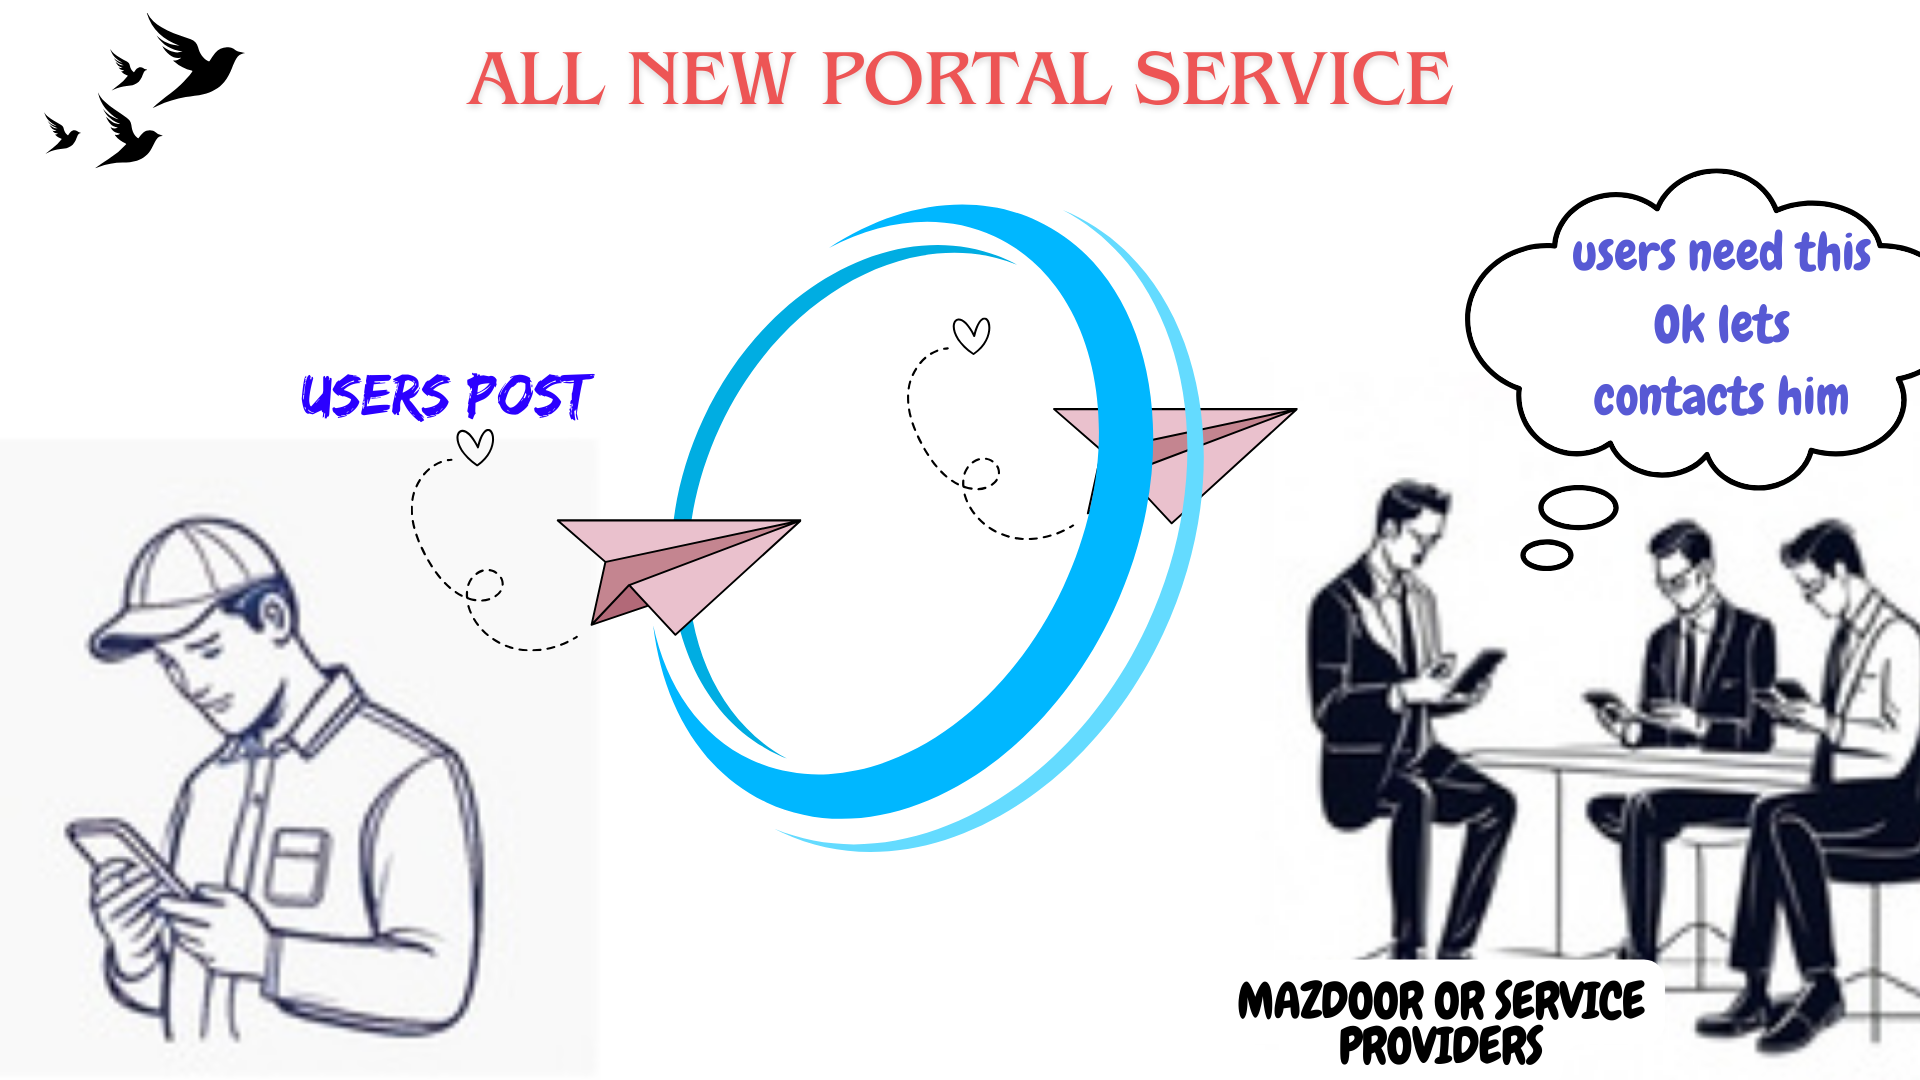 ALL NEW PORTAL SERVICE
users need this
Ok lets
contacts him
USERS POST
MAZDOOR OR SERVICE
PROVIDERS